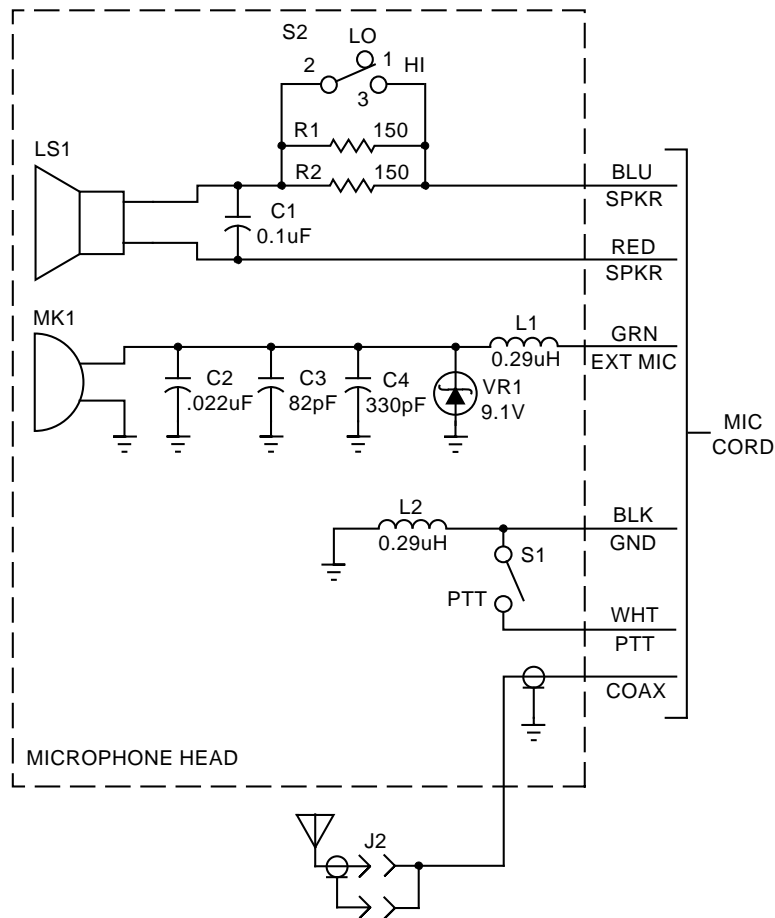 S2
LO
2
1
HI
3
R1
150
R2
150
LS1
C1
0.1uF
BLU
SPKR
RED
SPKR
MK1
C2
.022uF
C3
82pF
C4
330pF
VR1
9.1V
L1
0.29uH
GRN
EXT MIC
MIC
CORD
L2
0.29uH
BLK
GND
S1
PTT
WHT
PTT
COAX
MICROPHONE HEAD
J2